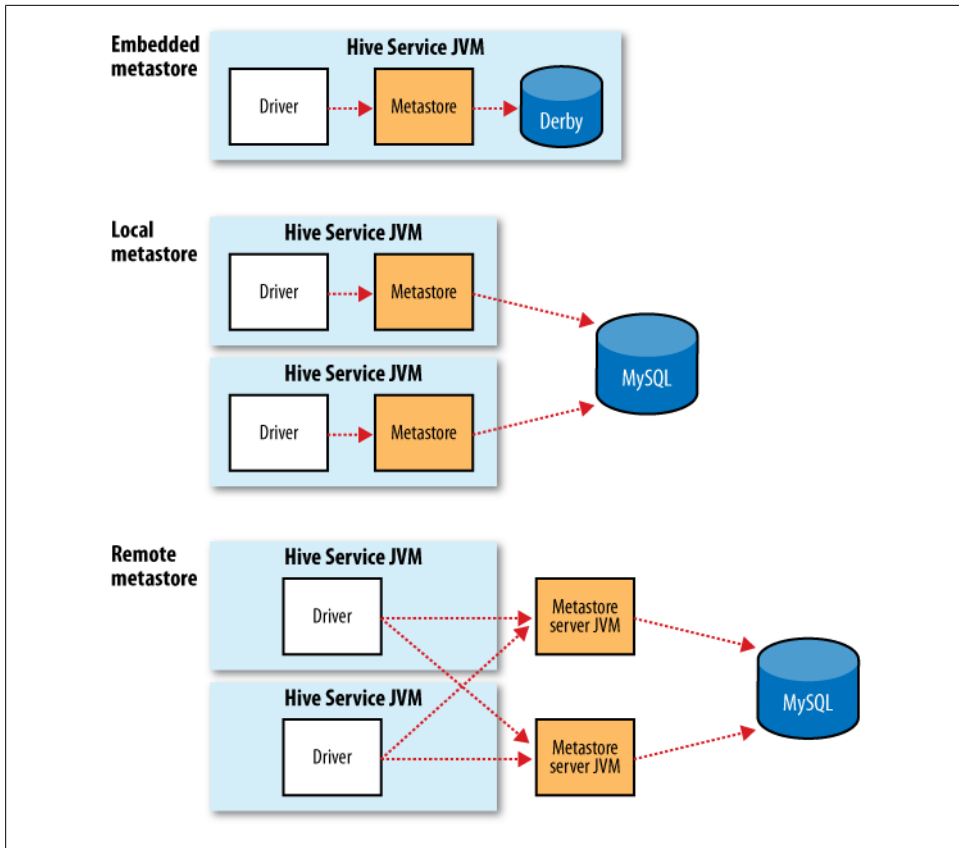 Embedded
metastore
Hive Service JVM
Driver
Metastore
Derby
Local
metastore
Hive Service JVM
Driver
Metastore
Hive Service JVM
Driver
Metastore
MySQL
Remote
metastore
Hive Service JVM
Driver
Metastore
server JVM
Hive Service JVM
Driver
Metastore
server JVM
MySQL